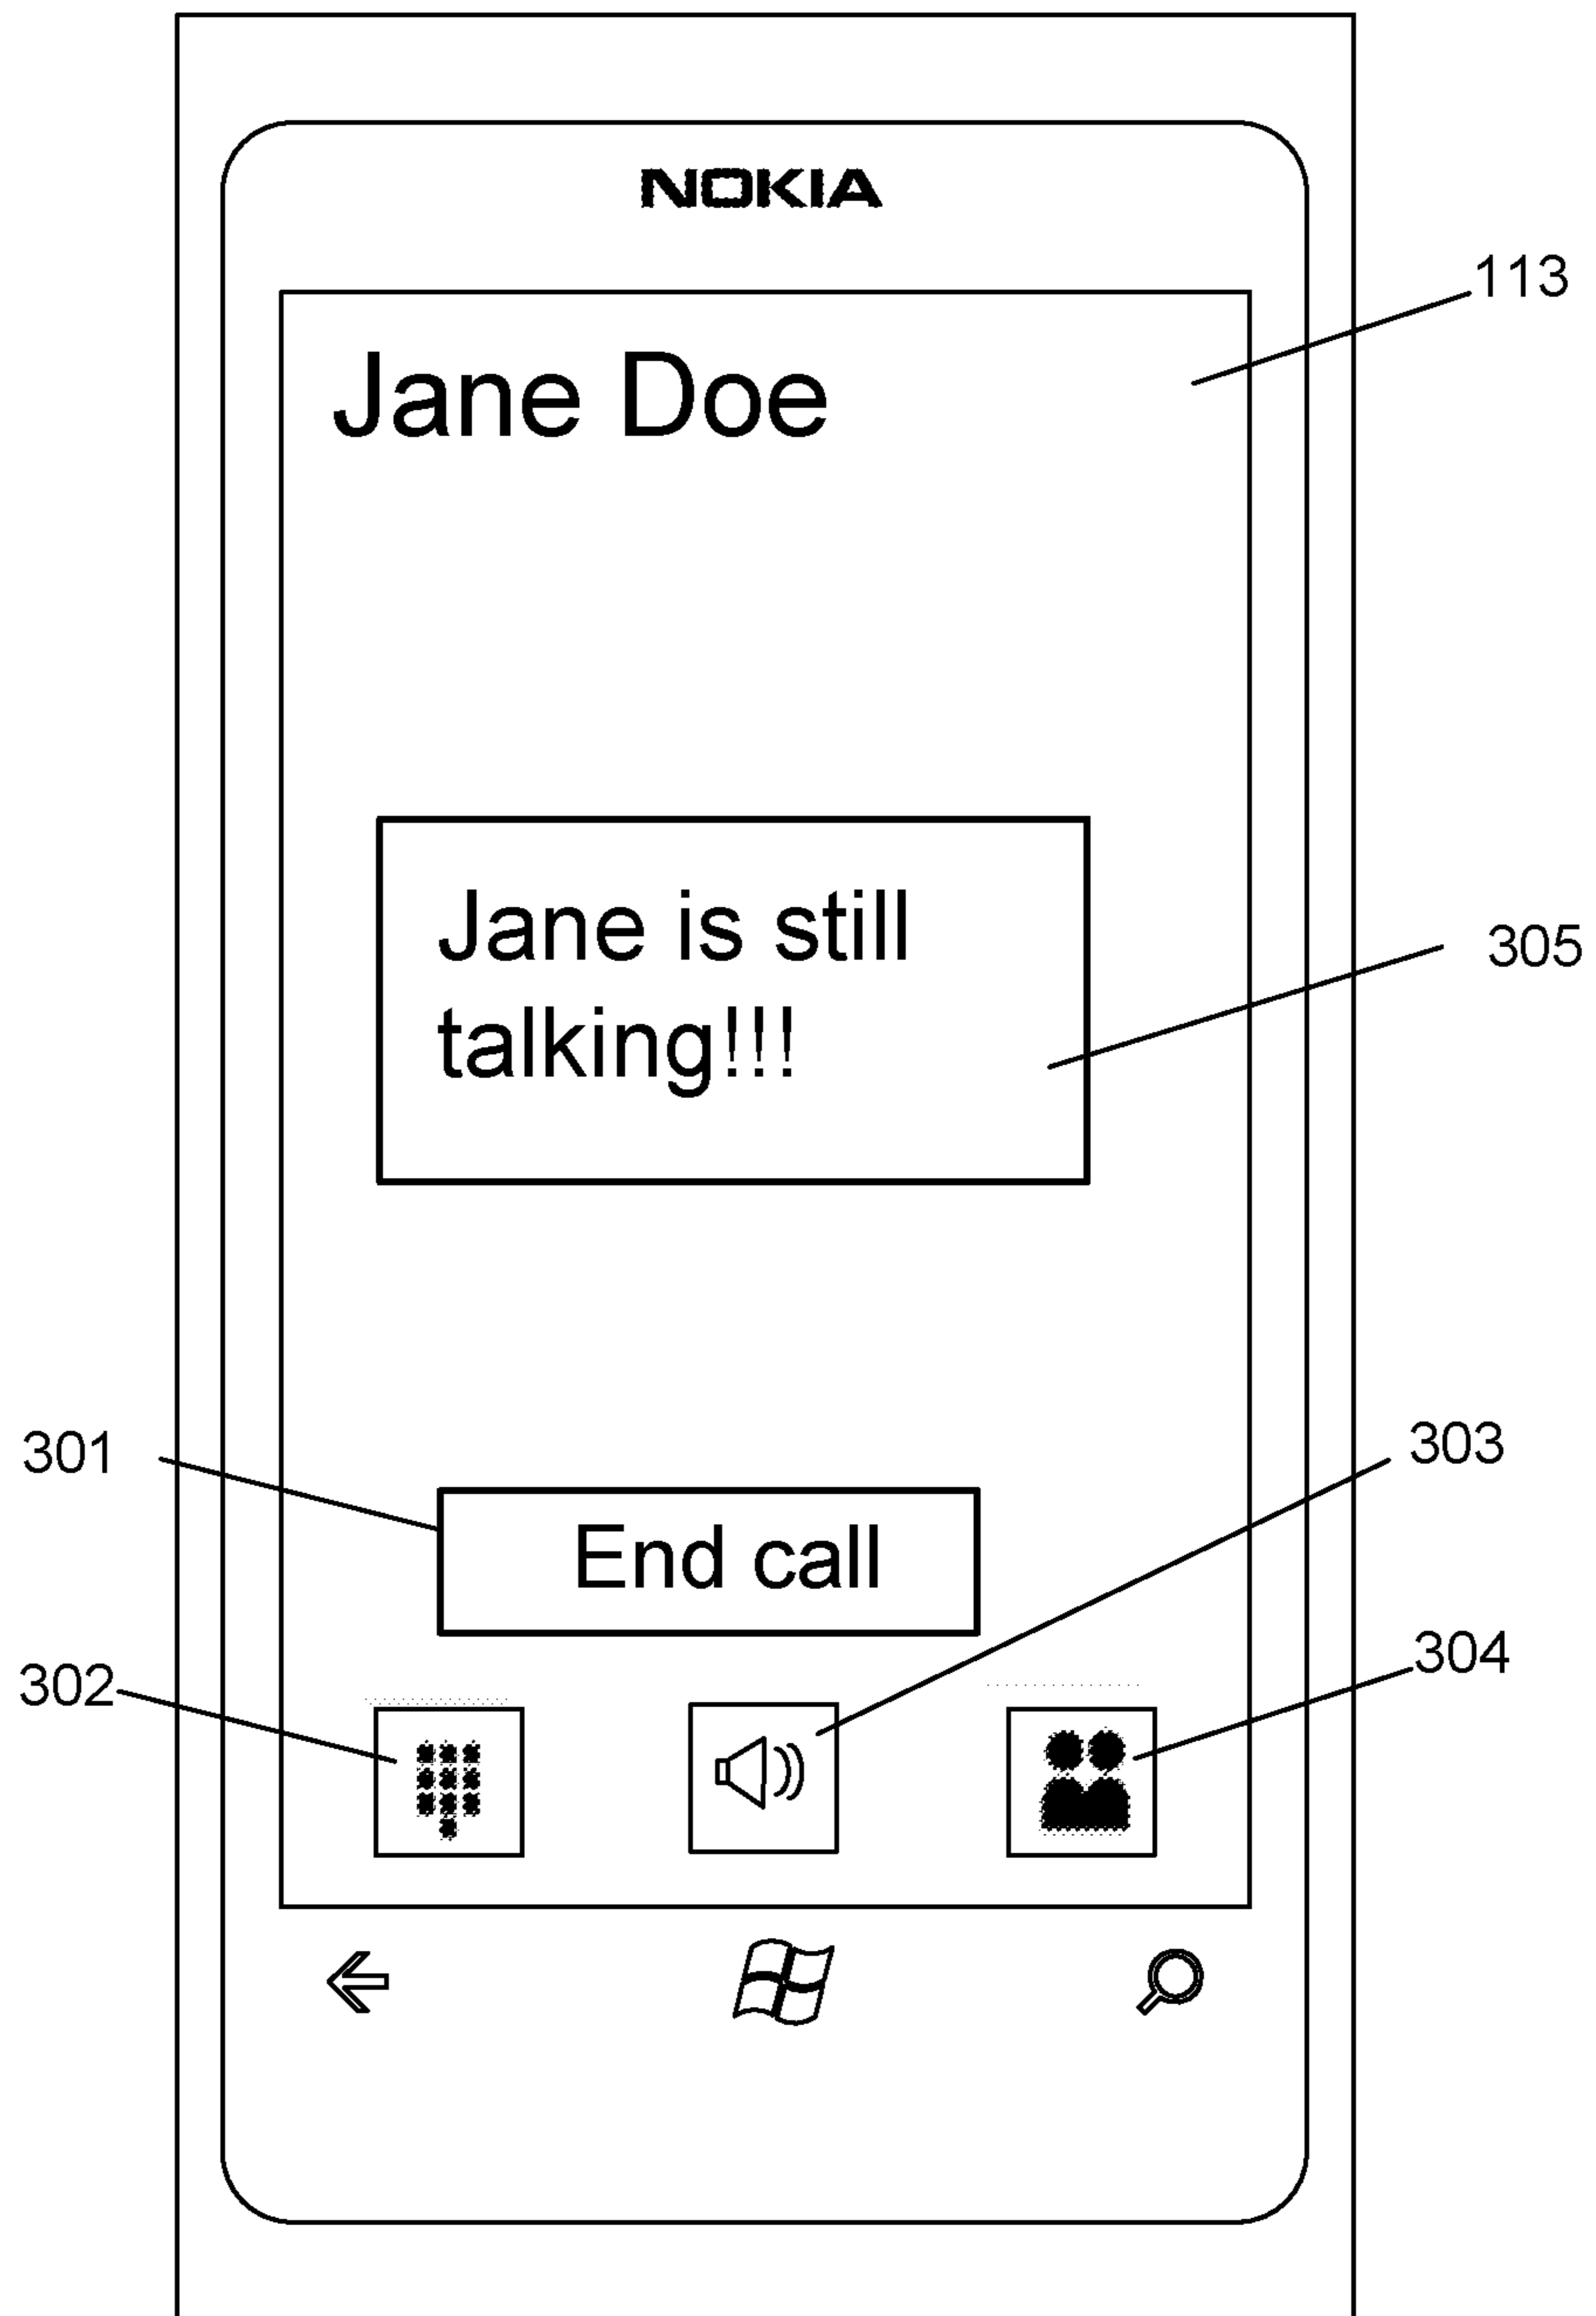 NOKIA
113
Jane Doe
Jane is still
305
talking!!!
301
303
End call
304
302